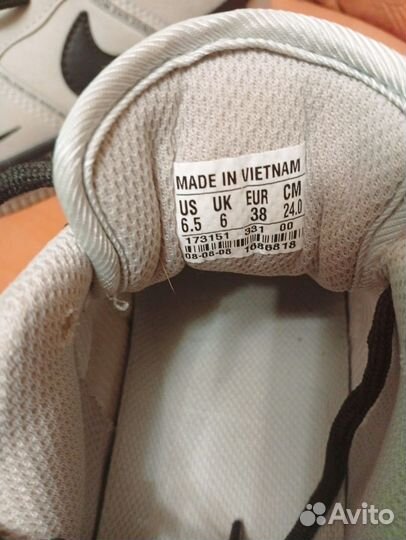 MADE IN VIETNAM
US UK EUR CM
6.5 6 38 24.0
173151 331 00
08-08-08 1086818
Avito